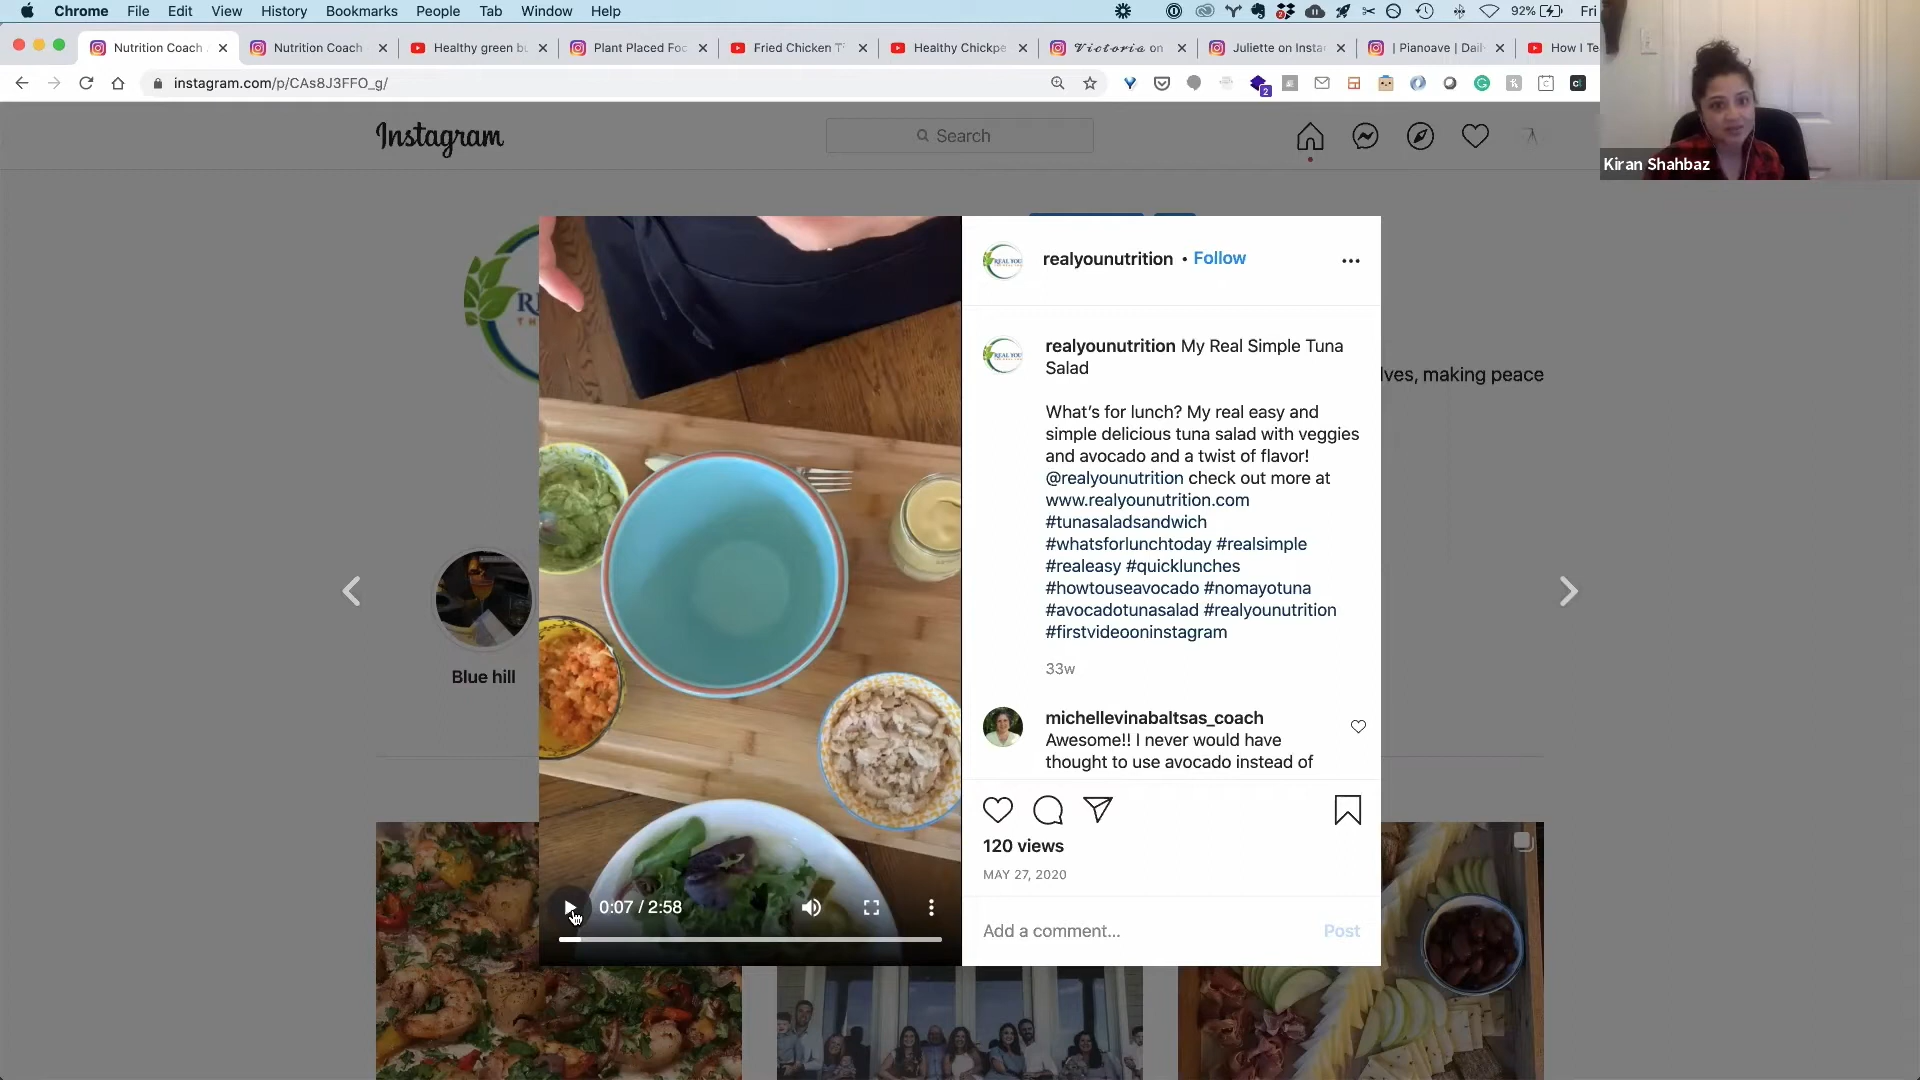 Chrome File Edit View History Bookmarks People Tab Window Help 92% Fri
Nutrition Coach Nutrition Coach Healthy green bu Plant Placed Foo Fried Chicken T Healthy Chickpe 𝓥𝓲𝓬𝓽𝓸𝓻𝓲𝓪 on Juliette on Insta | Pianoave | Dail How I Te
instagram.com/p/CAs8J3FFO_g/
2
Instagram
Search
Kiran Shahbaz
realyounutrition • Follow
REAL YOU
realyounutrition My Real Simple Tuna
Salad
lves, making peace
What's for lunch? My real easy and
simple delicious tuna salad with veggies
and avocado and a twist of flavor!
@realyounutrition check out more at
www.realyounutrition.com
#tunasaladsandwich
#whatsforlunchtoday #realsimple
#realeasy #quicklunches
#howtouseavocado #nomayotuna
#avocadotunasalad #realyounutrition
#firstvideooninstagram
33w
Blue hill
michellevinabaltsas_coach
Awesome!! I never would have
thought to use avocado instead of
120 views
MAY 27, 2020
0:07 / 2:58
Add a comment... Post